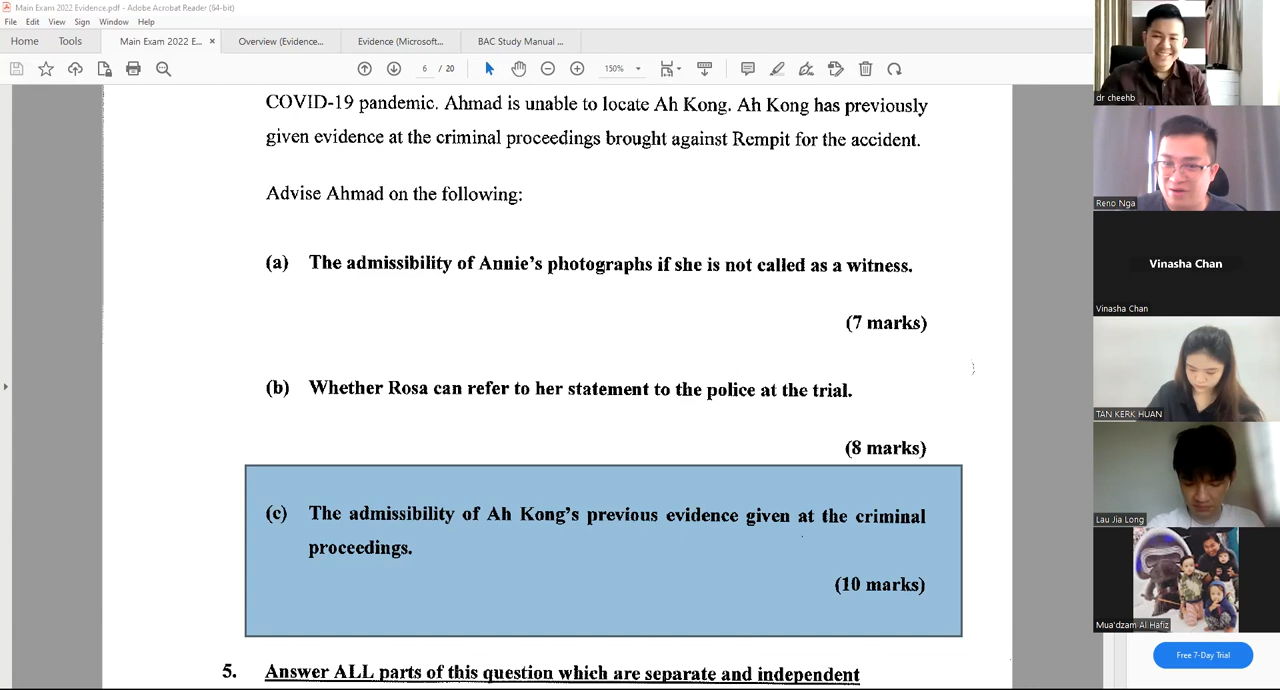 Main Exam 2022 Evidence.pdf - Adobe Acrobat Reader (64-bit)
File Edit View Sign Window Help
Home Tools Main Exam 2022 E... × Overview (Evidence... Evidence (Microsoft... BAC Study Manual ...
6 / 20 150%
COVID-19 pandemic. Ahmad is unable to locate Ah Kong. Ah Kong has previously
given evidence at the criminal proceedings brought against Rempit for the accident.
Advise Ahmad on the following:
(a) The admissibility of Annie's photographs if she is not called as a witness.
(7 marks)
(b) Whether Rosa can refer to her statement to the police at the trial.
(8 marks)
(c) The admissibility of Ah Kong's previous evidence given at the criminal
proceedings.
(10 marks)
5. Answer ALL parts of this question which are separate and independent
dr cheehb
Reno Nga
Vinasha Chan
Vinasha Chan
TAN KERK HUAN
Lau Jia Long
Mua'dzam Al Hafiz
Free 7-Day Trial